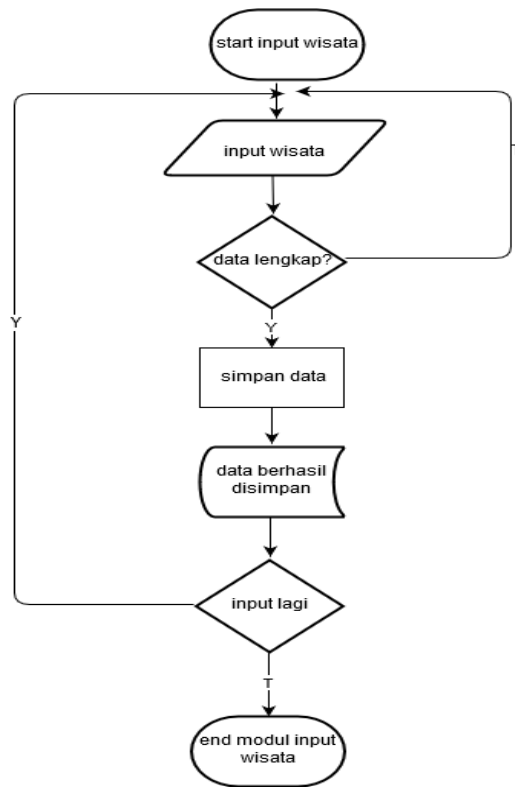 start input wisata
input wisata
data lengkap?
Y
Y
simpan data
data berhasil
disimpan
input lagi
T
end modul input
wisata